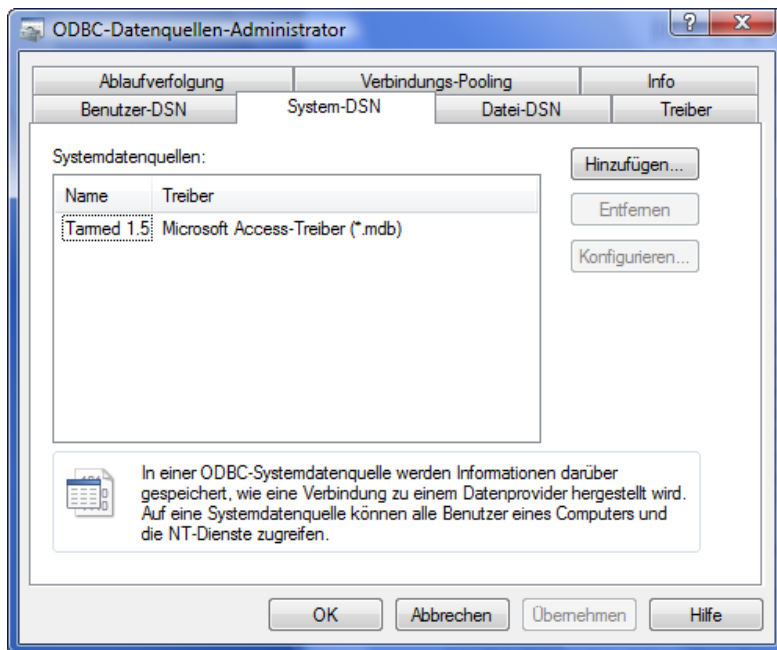 ODBC-Datenquellen-Administrator
Ablaufverfolgung Verbindungs-Pooling Info
Benutzer-DSN System-DSN Datei-DSN Treiber
Systemdatenquellen:
Hinzufügen...
Name Treiber
Entfernen
Tarmed 1.5 Microsoft Access-Treiber (*.mdb)
Konfigurieren...
In einer ODBC-Systemdatenquelle werden Informationen darüber
gespeichert, wie eine Verbindung zu einem Datenprovider hergestellt wird.
Auf eine Systemdatenquelle können alle Benutzer eines Computers und
die NT-Dienste zugreifen.
OK Abbrechen Übernehmen Hilfe